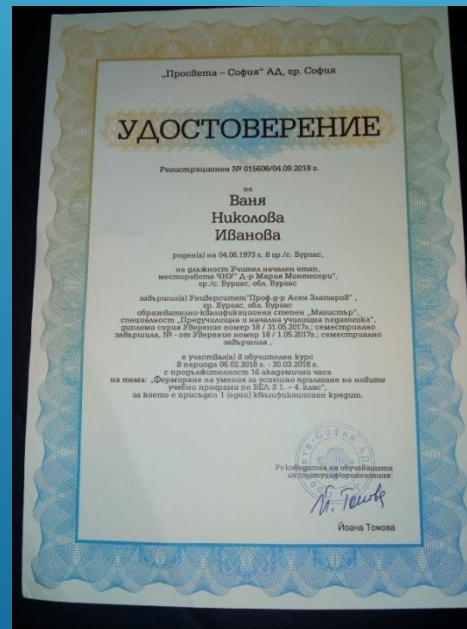 „Просвета – София“ АД, гр. София
УДОСТОВЕРЕНИЕ
Регистрационен № 015606/04.09.2018 г.
на
Ваня
Николова
Иванова
роден(а) на 04.06.1973 г. в гр./с. Бургас,
на длъжност Учител начален етап,
месторабота ЧНУ" Д-р Мария Монтесори",
гр./с. Бургас, обл. Бургас
завършил(а) Университет"Проф.д-р Асен Златаров" ,
гр. Бургас, обл. Бургас
образователно-квалификационна степен „Магистър",
специалност „Предучилищна и начална училищна педагогика",
диплома серия Уверение номер 18 / 31.05.2017г.; семестриално
завършила, № - от Уверение номер 18 / 1.05.2017г.; семестриално
завършила ,
е участвал(а) в обучителен курс
в периода 06.02.2018 г. - 20.03.2018 г.
с продължителност 16 академични часа
на тема: „Формиране на умения за успешно прилагане на новите
учебни програми по БЕЛ в 1. – 4. клас",
за което е присъден 1 (един) квалификационен кредит.
Ръководител на обучаващата
институция/организация:
Йовна Томова